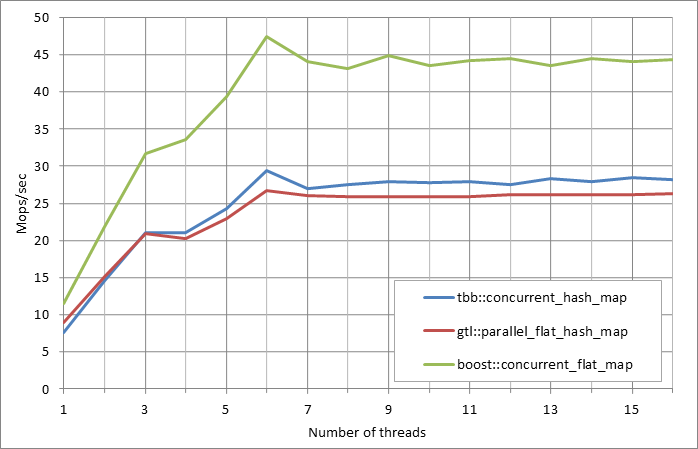 50
45
40
35
30
25
20
15
10
5
0
Mops/sec
tbb::concurrent_hash_map
gtl::parallel_flat_hash_map
boost::concurrent_flat_map
1 3 5 7 9 11 13 15
Number of threads